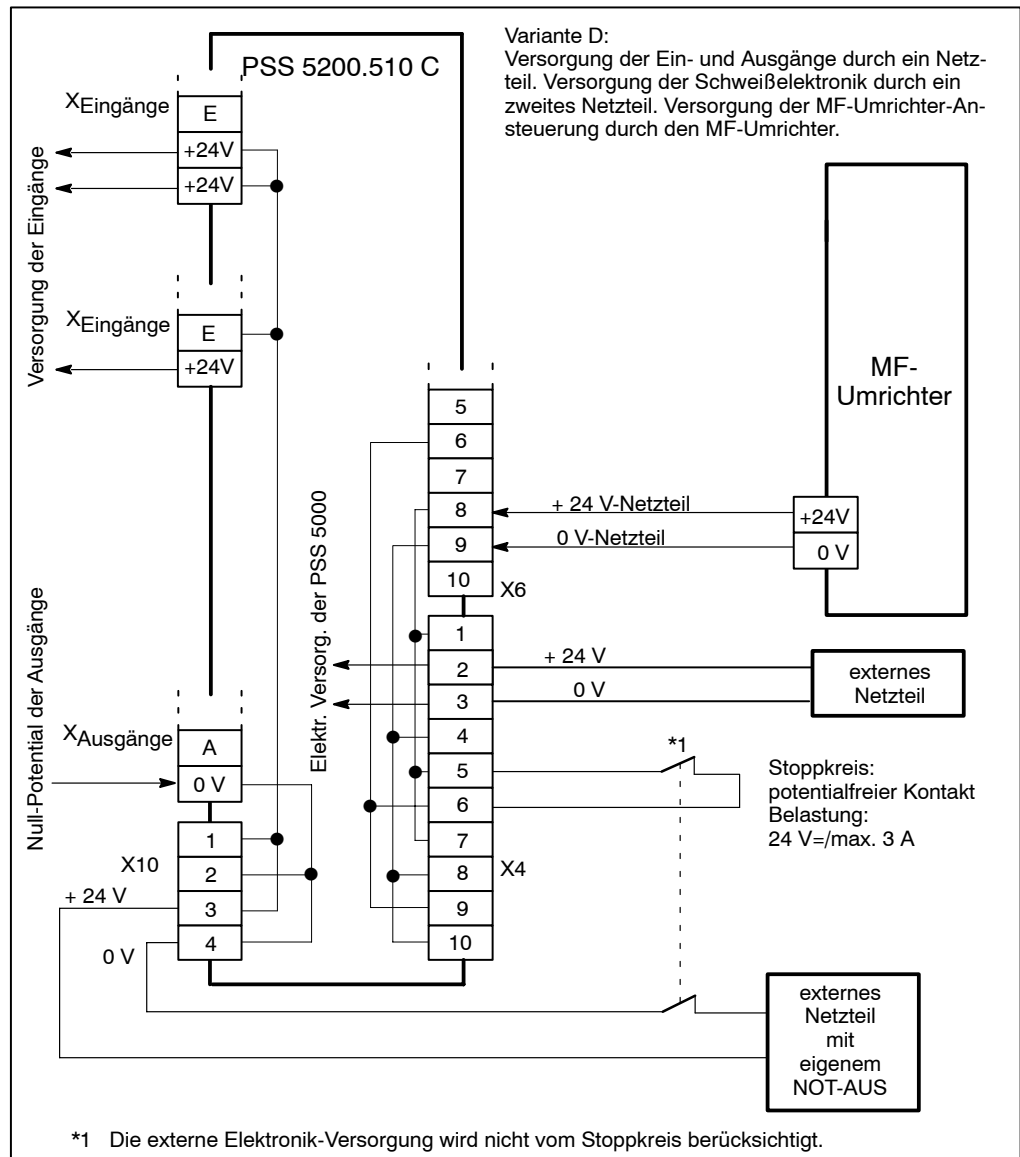 Variante D:
Versorgung der Ein- und Ausgänge durch ein Netz-
teil. Versorgung der Schweißelektronik durch ein
zweites Netzteil. Versorgung der MF-Umrichter-An-
steuerung durch den MF-Umrichter.
PSS 5200.510 C
XEingänge
E
+24V
+24V
Versorgung der Eingänge
XEingänge
E
+24V
MF-
Umrichter
+24V
0 V
5
6
7
8
9
10
X6
+ 24 V-Netzteil
0 V-Netzteil
Elektr. Versorg. der PSS 5000
1
2
3
4
5
6
7
8
9
10
X4
+ 24 V
0 V
externes
Netzteil
*1
Stoppkreis:
potentialfreier Kontakt
Belastung:
24 V=/max. 3 A
Null-Potential der Ausgänge
XAusgänge
A
0 V
X10
1
2
3
4
+ 24 V
0 V
externes
Netzteil
mit
eigenem
NOT-AUS
*1 Die externe Elektronik-Versorgung wird nicht vom Stoppkreis berücksichtigt.